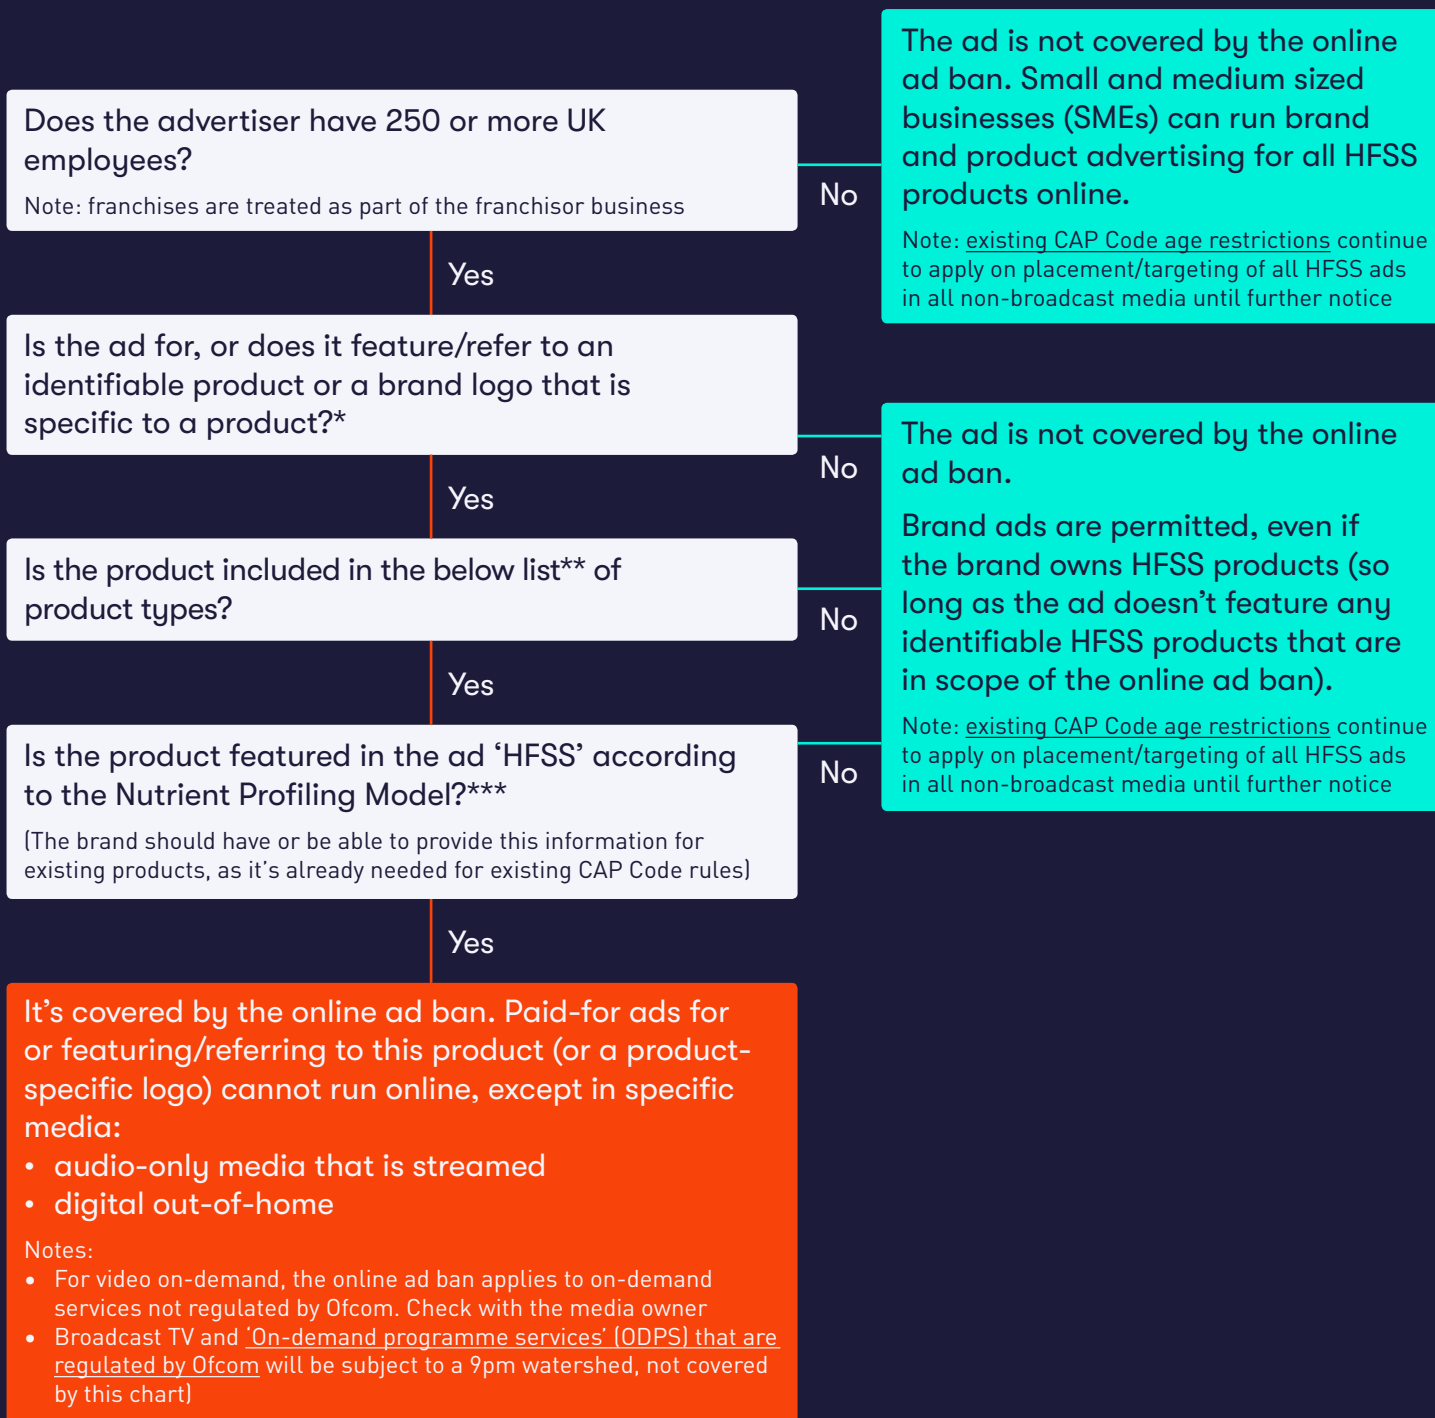 Does the advertiser have 250 or more UK
employees?
Note: franchises are treated as part of the franchisor business
No
The ad is not covered by the online
ad ban. Small and medium sized
businesses (SMEs) can run brand
and product advertising for all HFSS
products online.
Note: existing CAP Code age restrictions continue
to apply on placement/targeting of all HFSS ads
in all non-broadcast media until further notice
Yes
Is the ad for, or does it feature/refer to an
identifiable product or a brand logo that is
specific to a product?*
No
Yes
Is the product included in the below list** of
product types?
No
Yes
Is the product featured in the ad ‘HFSS’ according
to the Nutrient Profiling Model?***
(The brand should have or be able to provide this information for
existing products, as it’s already needed for existing CAP Code rules)
No
The ad is not covered by the online
ad ban.
Brand ads are permitted, even if
the brand owns HFSS products (so
long as the ad doesn’t feature any
identifiable HFSS products that are
in scope of the online ad ban).
Note: existing CAP Code age restrictions continue
to apply on placement/targeting of all HFSS ads
in all non-broadcast media until further notice
Yes
It’s covered by the online ad ban. Paid-for ads for
or featuring/referring to this product (or a product-
specific logo) cannot run online, except in specific
media:
• audio-only media that is streamed
• digital out-of-home
Notes:
• For video on-demand, the online ad ban applies to on-demand
services not regulated by Ofcom. Check with the media owner
• Broadcast TV and ‘On-demand programme services’ (ODPS) that are
regulated by Ofcom will be subject to a 9pm watershed, not covered
by this chart)